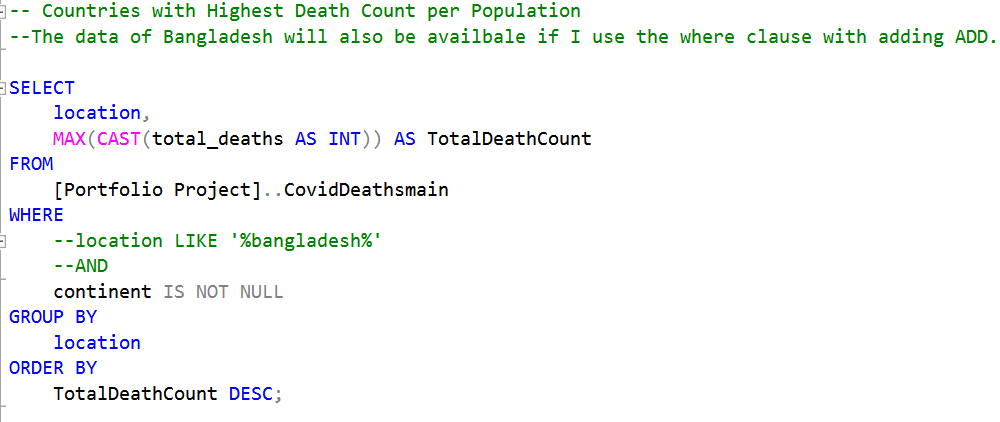 -- Countries with Highest Death Count per Population
--The data of Bangladesh will also be availbale if I use the where clause with adding ADD.
SELECT
location,
MAX(CAST(total_deaths AS INT)) AS TotalDeathCount
FROM
[Portfolio Project]..CovidDeathsmain
WHERE
--location LIKE '%bangladesh%'
--AND
continent IS NOT NULL
GROUP BY
location
ORDER BY
TotalDeathCount DESC;